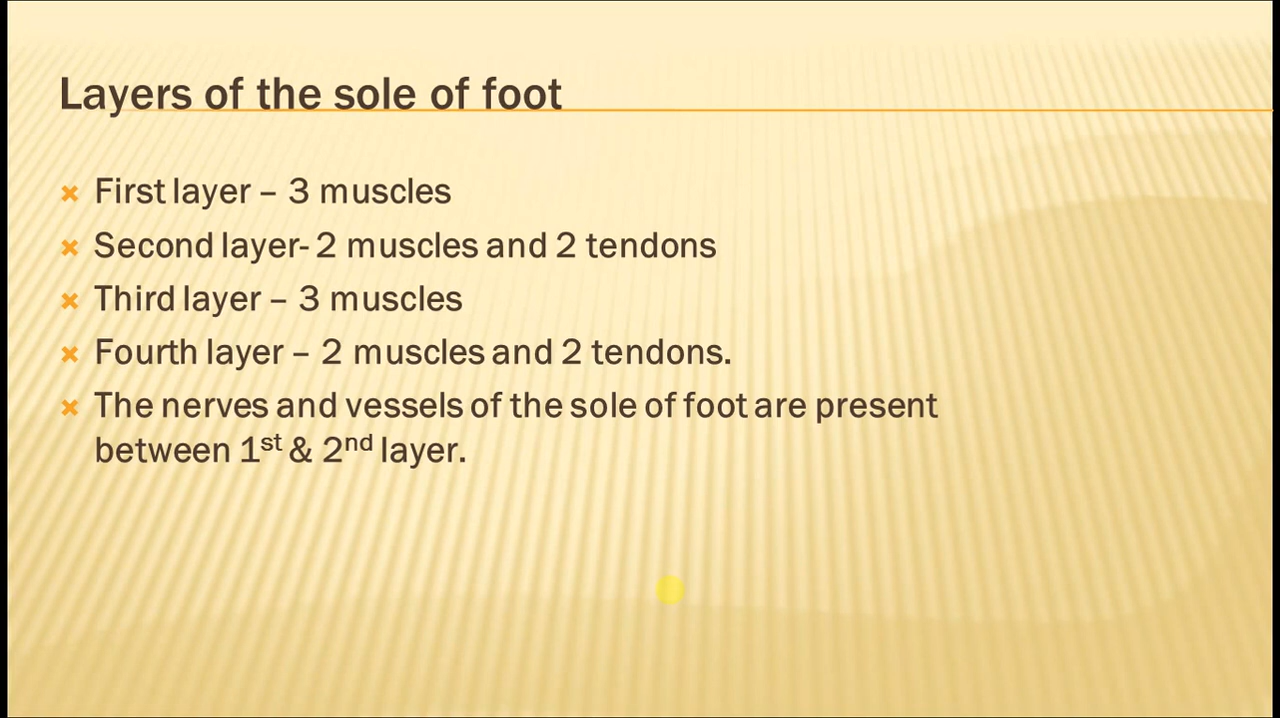 Layers of the sole of foot
First layer – 3 muscles
Second layer- 2 muscles and 2 tendons
Third layer – 3 muscles
Fourth layer – 2 muscles and 2 tendons.
The nerves and vessels of the sole of foot are present
between 1st & 2nd layer.